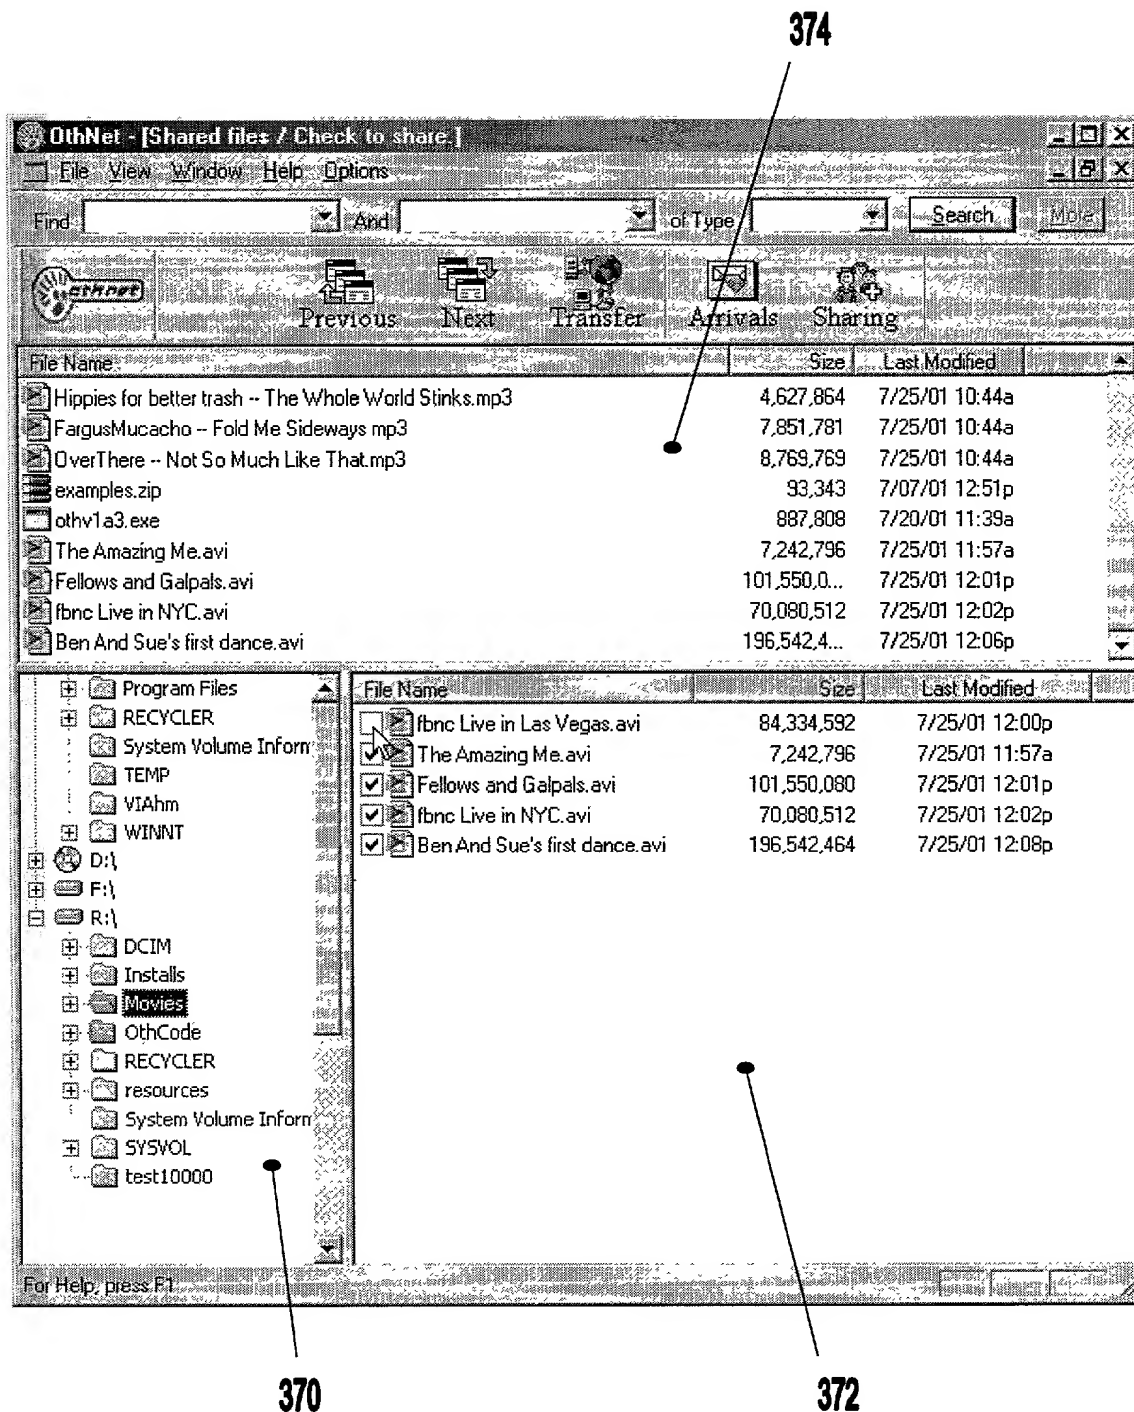 374
OthNet - [Shared files / Check to share.]
File View Window Help Options
Find And of Type Search More
othnet
Previous Next Transfer Arrivals Sharing
File Name Size Last Modified
Hippies for better trash -- The Whole World Stinks.mp3 4,627,864 7/25/01 10:44a
FargusMucacho -- Fold Me Sideways mp3 7,851,781 7/25/01 10:44a
OverThere -- Not So Much Like That.mp3 8,769,769 7/25/01 10:44a
examples.zip 93,343 7/07/01 12:51p
othv1a3.exe 887,808 7/20/01 11:39a
The Amazing Me.avi 7,242,796 7/25/01 11:57a
Fellows and Galpals.avi 101,550,0... 7/25/01 12:01p
fbnc Live in NYC.avi 70,080,512 7/25/01 12:02p
Ben And Sue's first dance.avi 196,542,4... 7/25/01 12:06p
Program Files
RECYCLER
System Volume Inform
TEMP
VIAhm
WINNT
D:\
F:\
R:\
DCIM
Installs
Movies
OthCode
RECYCLER
resources
System Volume Inform
SYSVOL
test10000
File Name Size Last Modified
fbnc Live in Las Vegas.avi 84,334,592 7/25/01 12:00p
The Amazing Me.avi 7,242,796 7/25/01 11:57a
Fellows and Galpals.avi 101,550,080 7/25/01 12:01p
fbnc Live in NYC.avi 70,080,512 7/25/01 12:02p
Ben And Sue's first dance.avi 196,542,464 7/25/01 12:08p
For Help, press F1
370
372